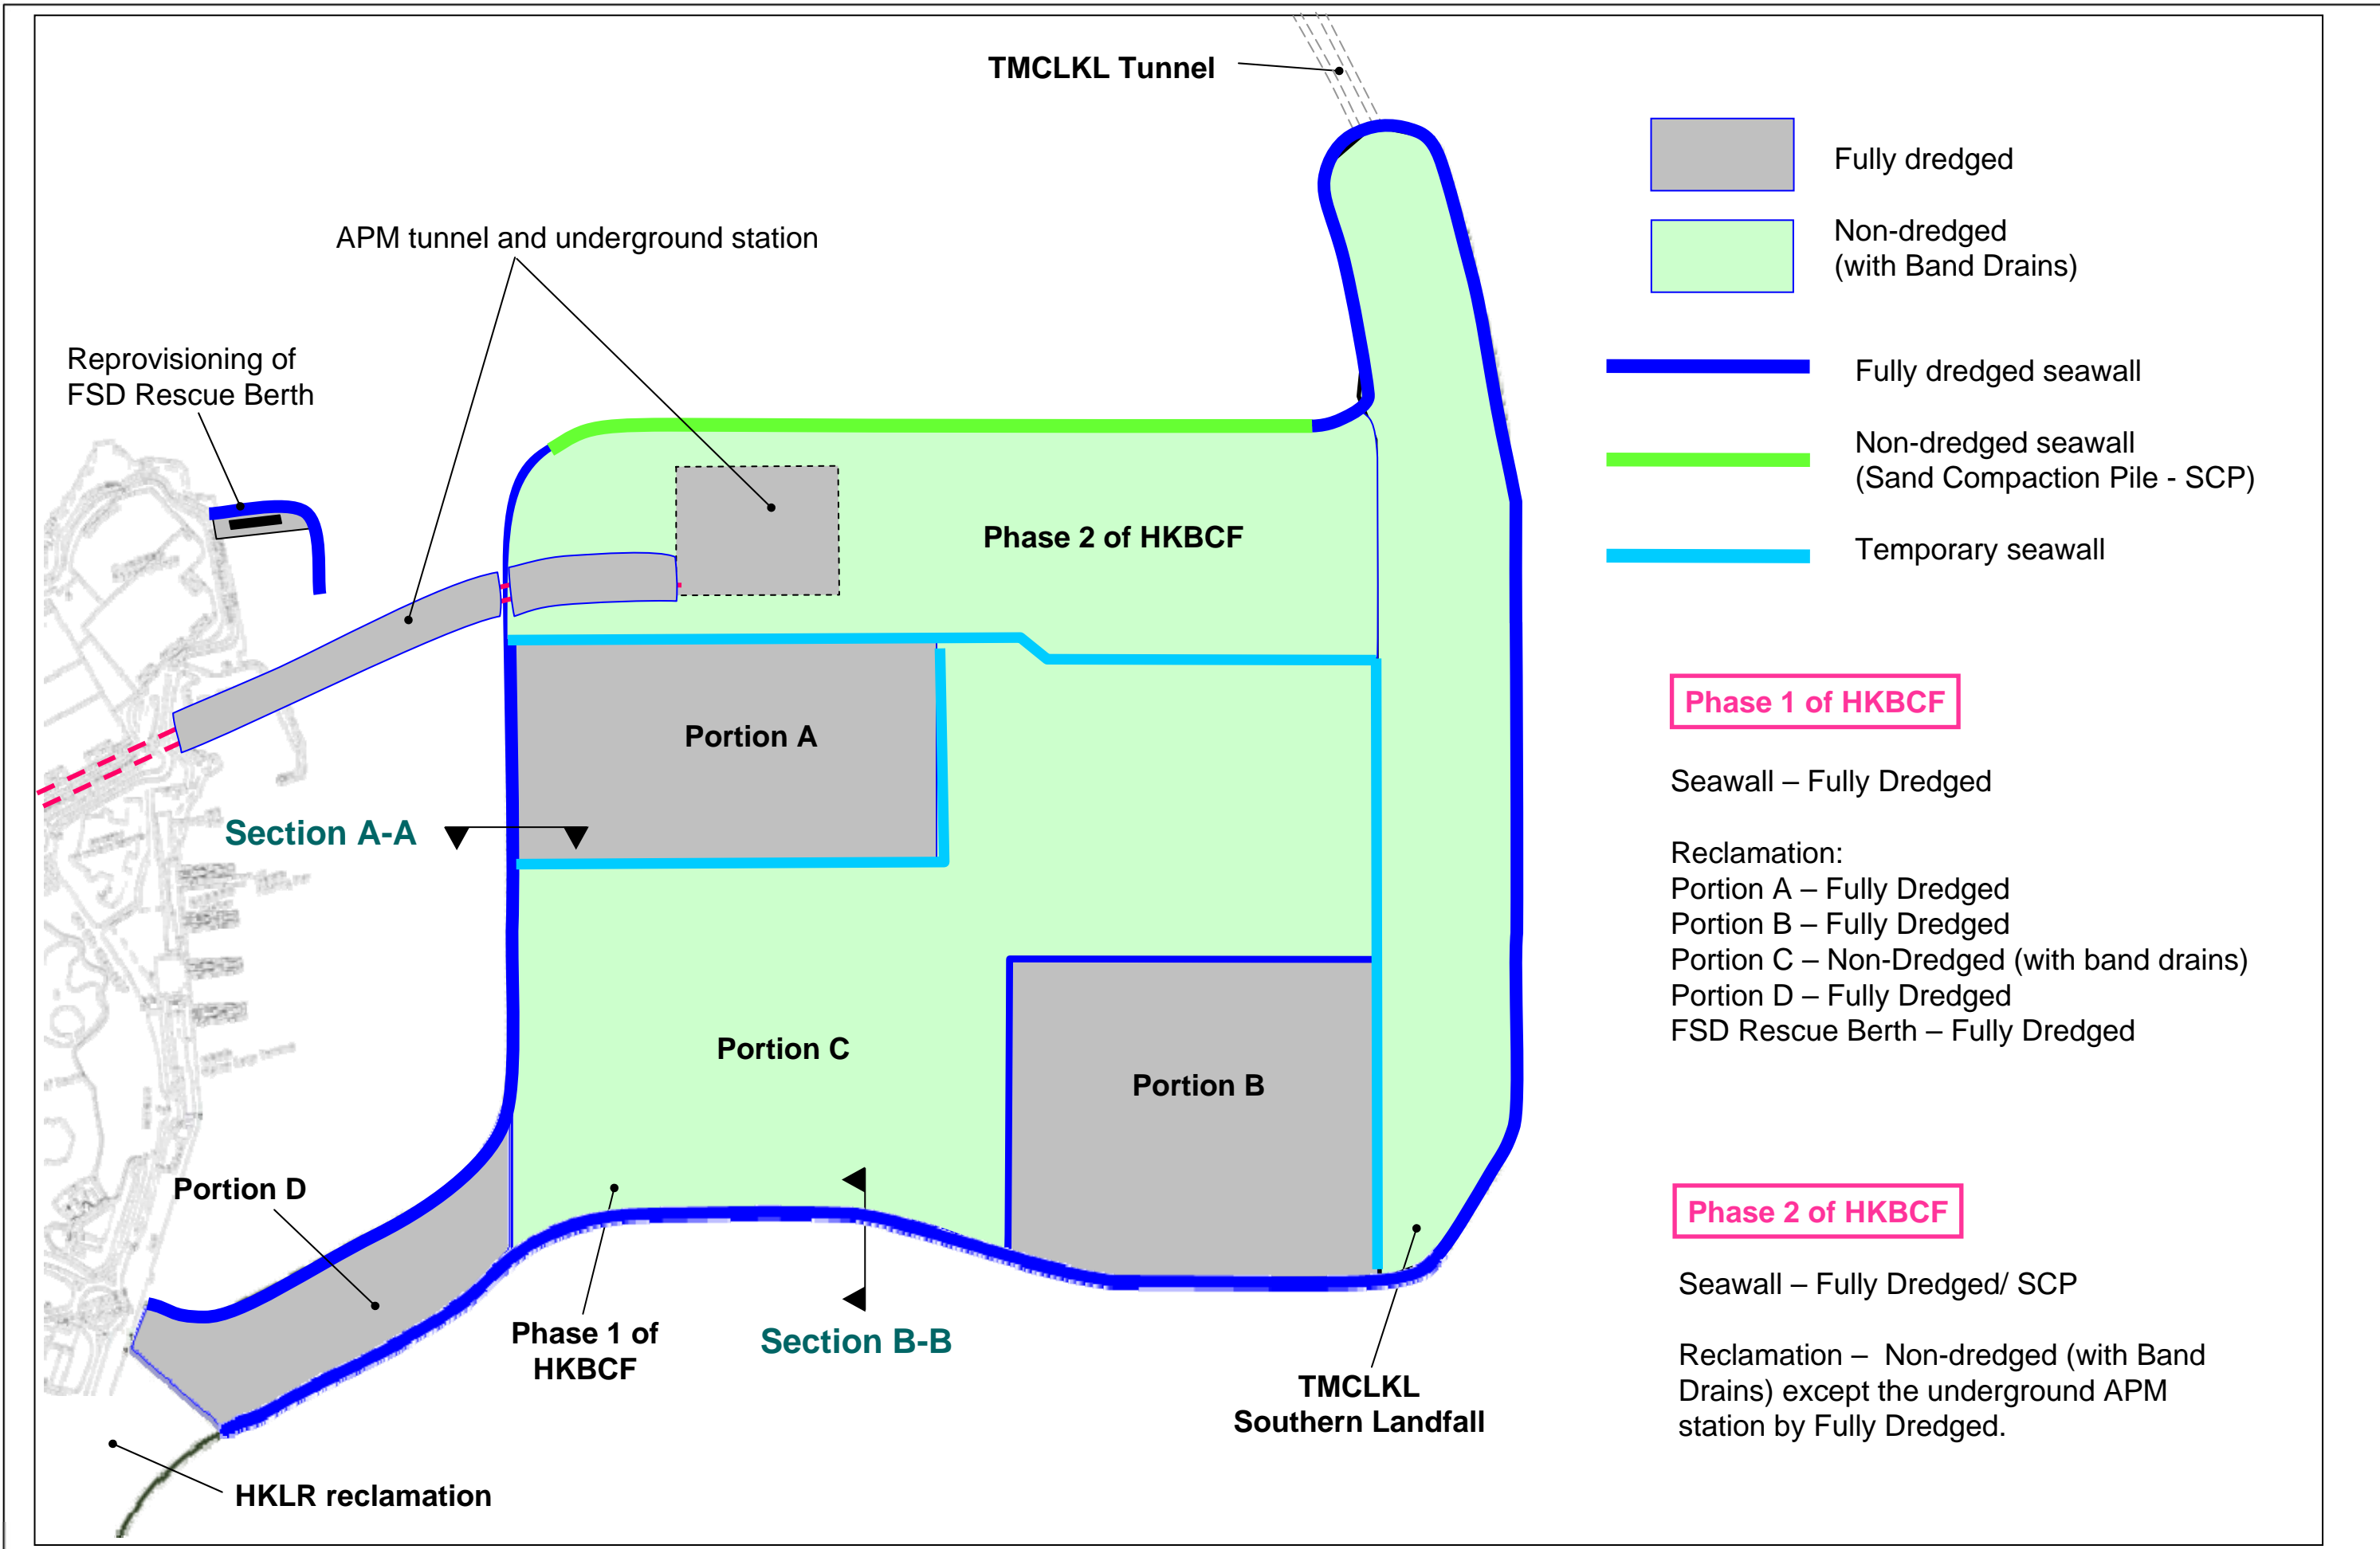 TMCLKL Tunnel
APM tunnel and underground station
Reprovisioning of
FSD Rescue Berth
Phase 2 of HKBCF
Portion A
Section A-A
Portion C
Portion B
Portion D
Phase 1 of
HKBCF
Section B-B
TMCLKL
Southern Landfall
HKLR reclamation
Fully dredged
Non-dredged
(with Band Drains)
Fully dredged seawall
Non-dredged seawall
(Sand Compaction Pile - SCP)
Temporary seawall
Phase 1 of HKBCF
Seawall – Fully Dredged
Reclamation:
Portion A – Fully Dredged
Portion B – Fully Dredged
Portion C – Non-Dredged (with band drains)
Portion D – Fully Dredged
FSD Rescue Berth – Fully Dredged
Phase 2 of HKBCF
Seawall – Fully Dredged/ SCP
Reclamation – Non-dredged (with Band
Drains) except the underground APM
station by Fully Dredged.